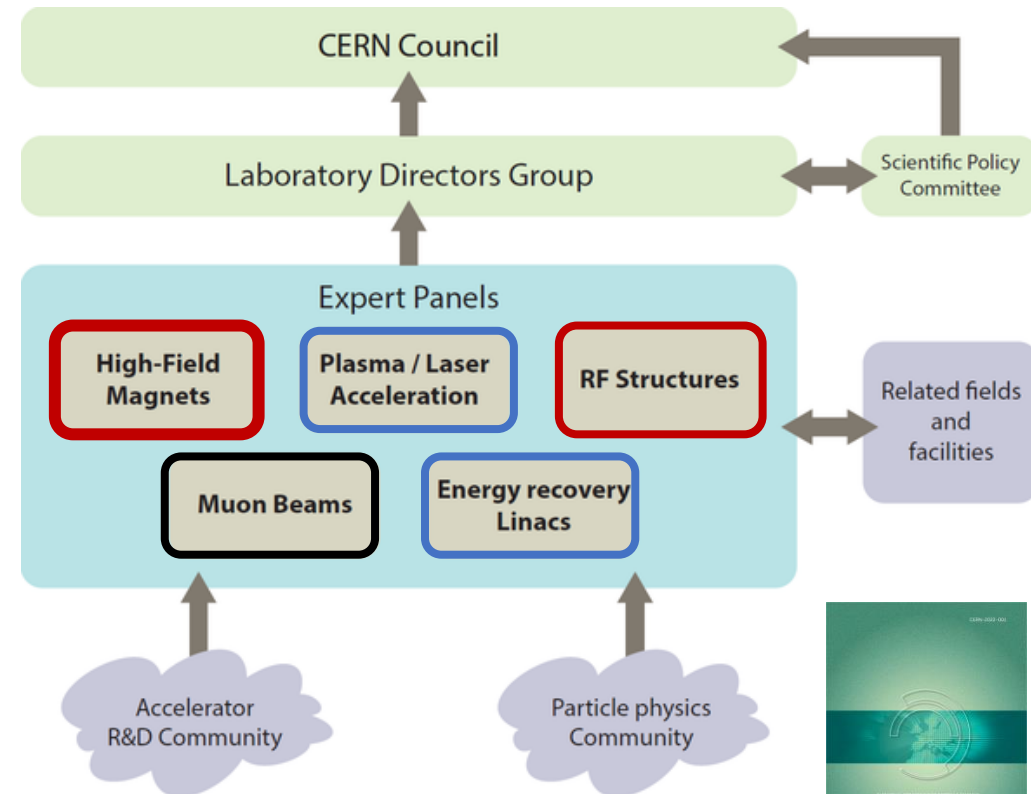 CERN Council
Laboratory Directors Group
Scientific Policy
Committee
Expert Panels
High-Field
Magnets
Plasma / Laser
Acceleration
RF Structures
Muon Beams
Energy recovery
Linacs
Related fields
and
facilities
Accelerator
R&D Community
Particle physics
Community